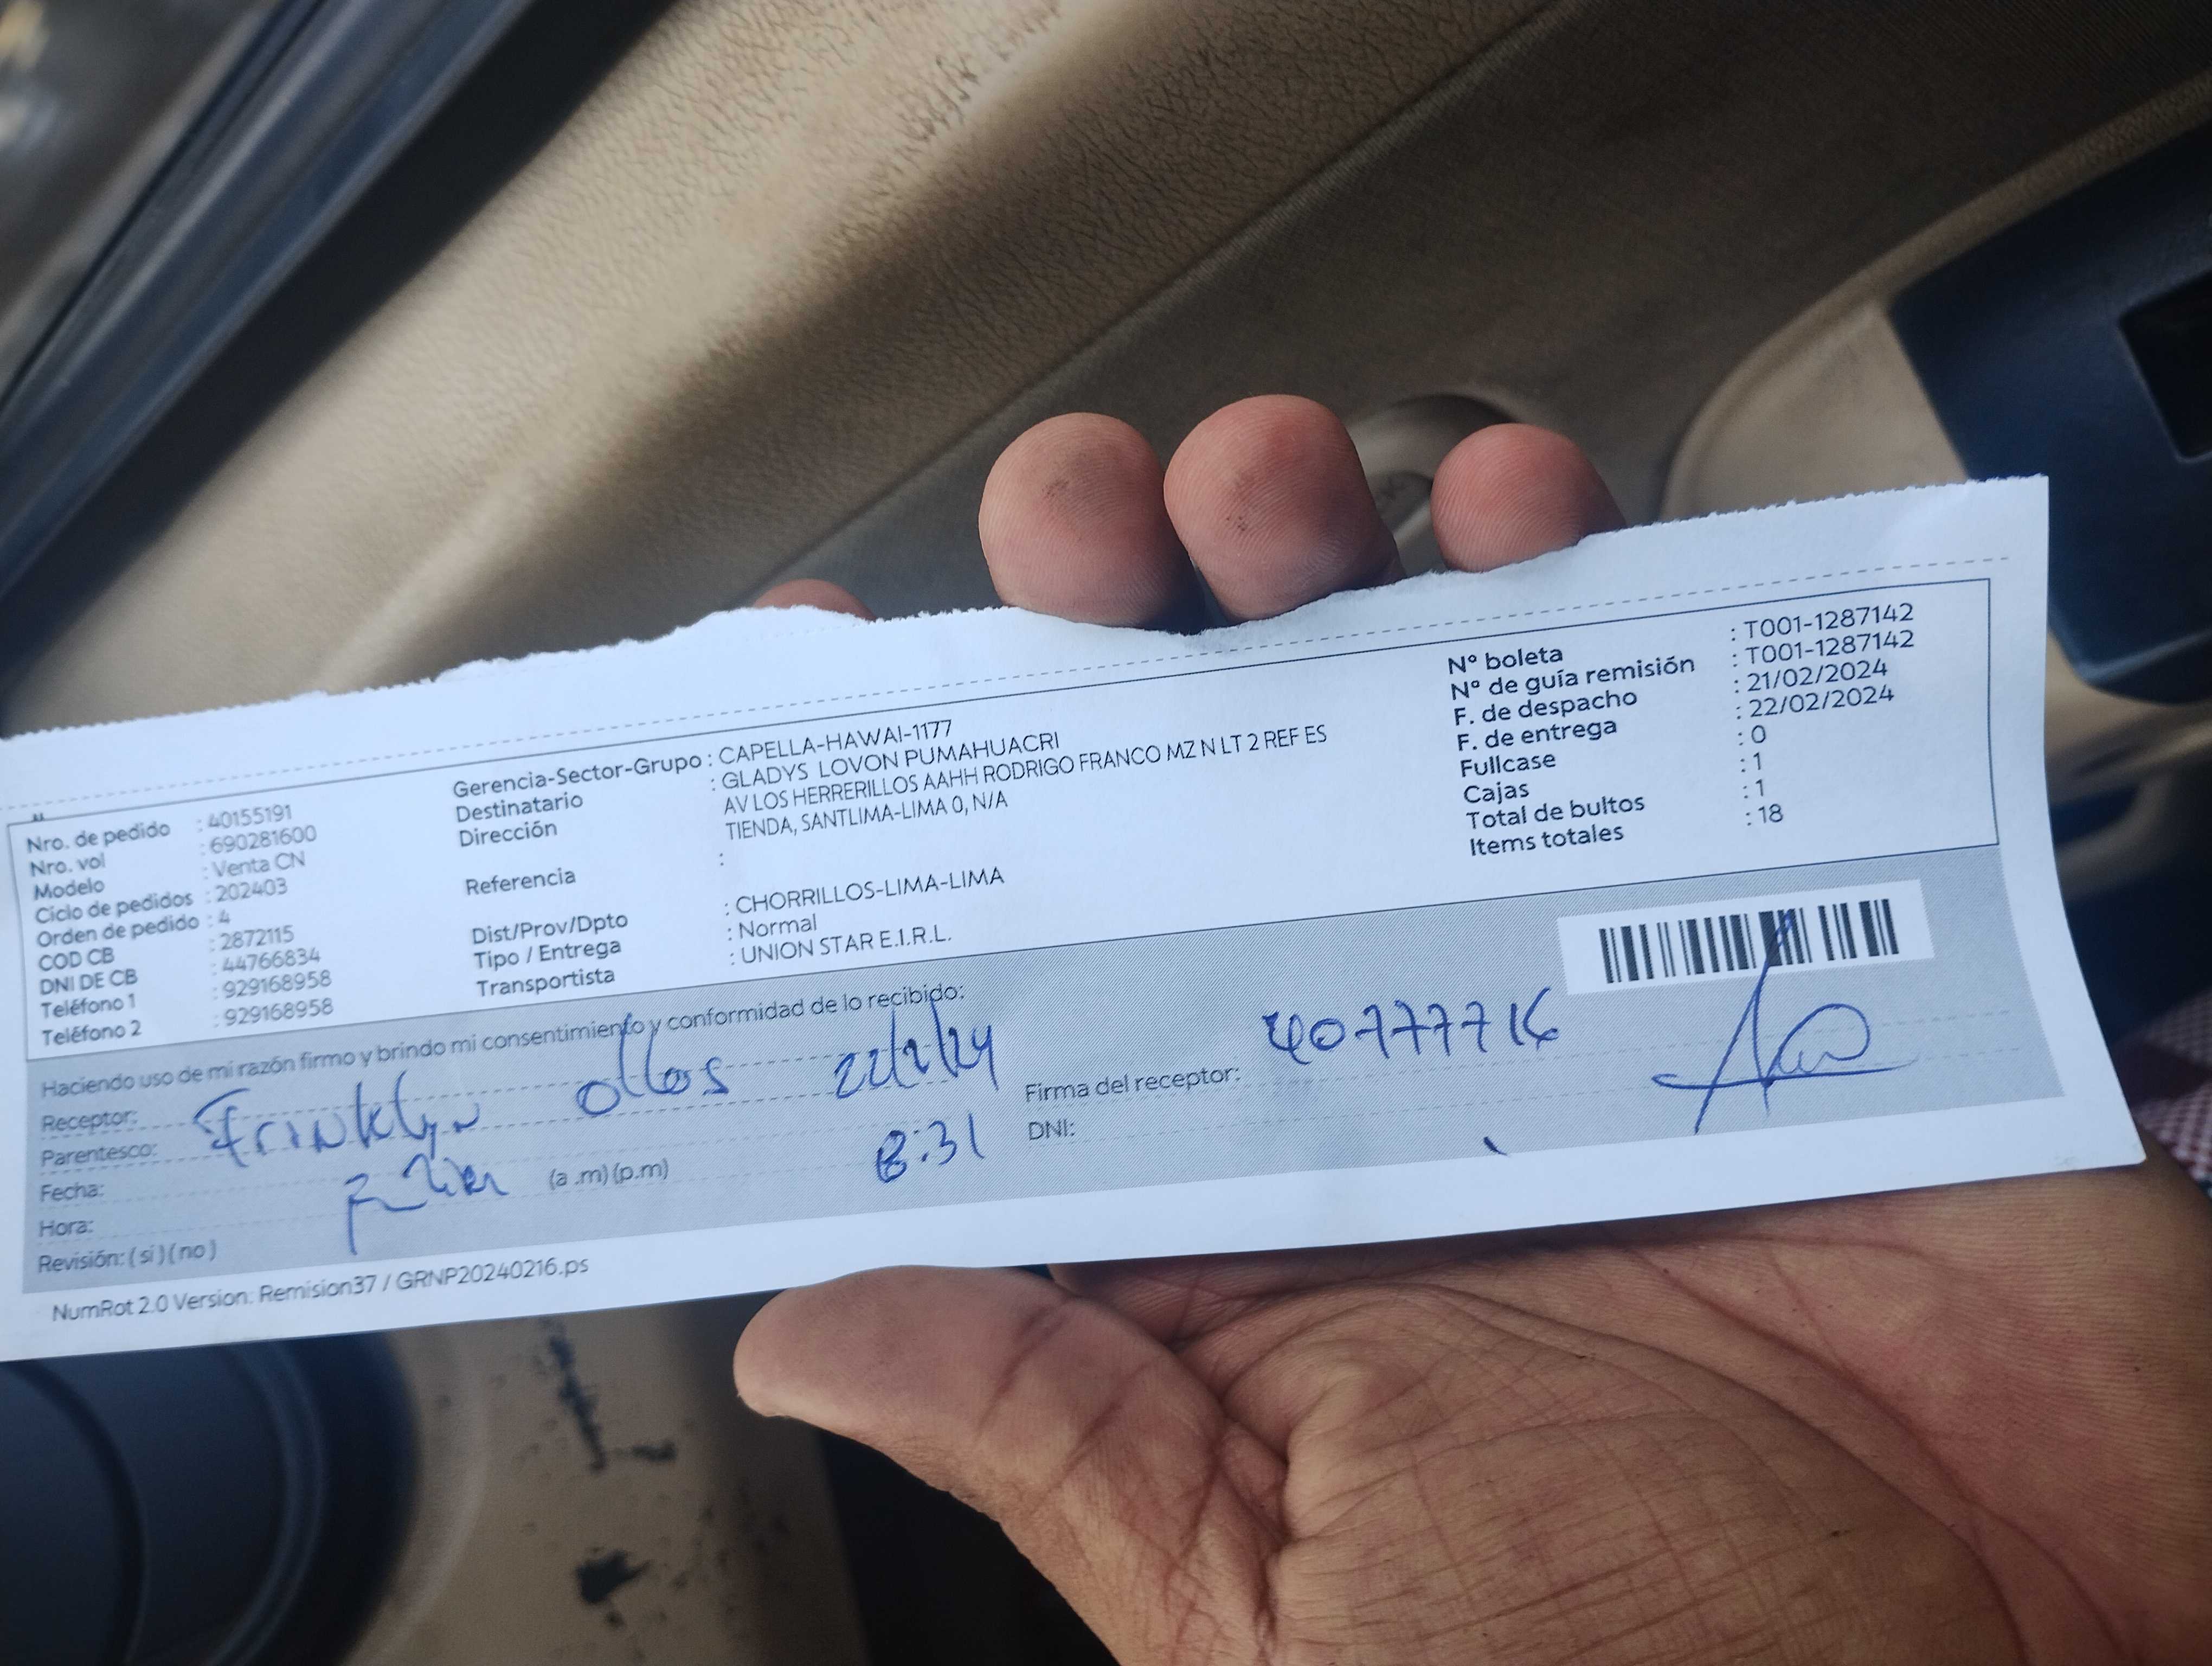 Nro. de pedido : 40155191
Nro. vol : 690281600
Modelo : Venta CN
Ciclo de pedidos : 202403
Orden de pedido : 4
COD CB : 2872115
DNI DE CB : 44766834
Teléfono 1 : 929168958
Teléfono 2 : 929168958
Gerencia-Sector-Grupo : CAPELLA-HAWAI-1177
Destinatario : GLADYS LOVON PUMAHUACRI
Dirección AV LOS HERRERILLOS AAHH RODRIGO FRANCO MZ N LT 2 REF ES
TIENDA, SANTLIMA-LIMA 0, N/A
Referencia :
Dist/Prov/Dpto : CHORRILLOS-LIMA-LIMA
Tipo / Entrega : Normal
Transportista : UNION STAR E.I.R.L.
N° boleta : T001-1287142
N° de guía remisión : T001-1287142
F. de despacho : 21/02/2024
F. de entrega : 22/02/2024
Fullcase : 0
Cajas : 1
Total de bultos : 1
Items totales : 18
Haciendo uso de mi razón firmo y brindo mi consentimiento y conformidad de lo recibido:
Receptor: 22/2/24
Parentesco:
Fecha: (a .m) (p.m) 8:31
Hora:
Revisión: ( si ) ( no )
Firma del receptor: 40777716
DNI:
NumRot 2.0 Version: Remision37 / GRNP20240216.ps